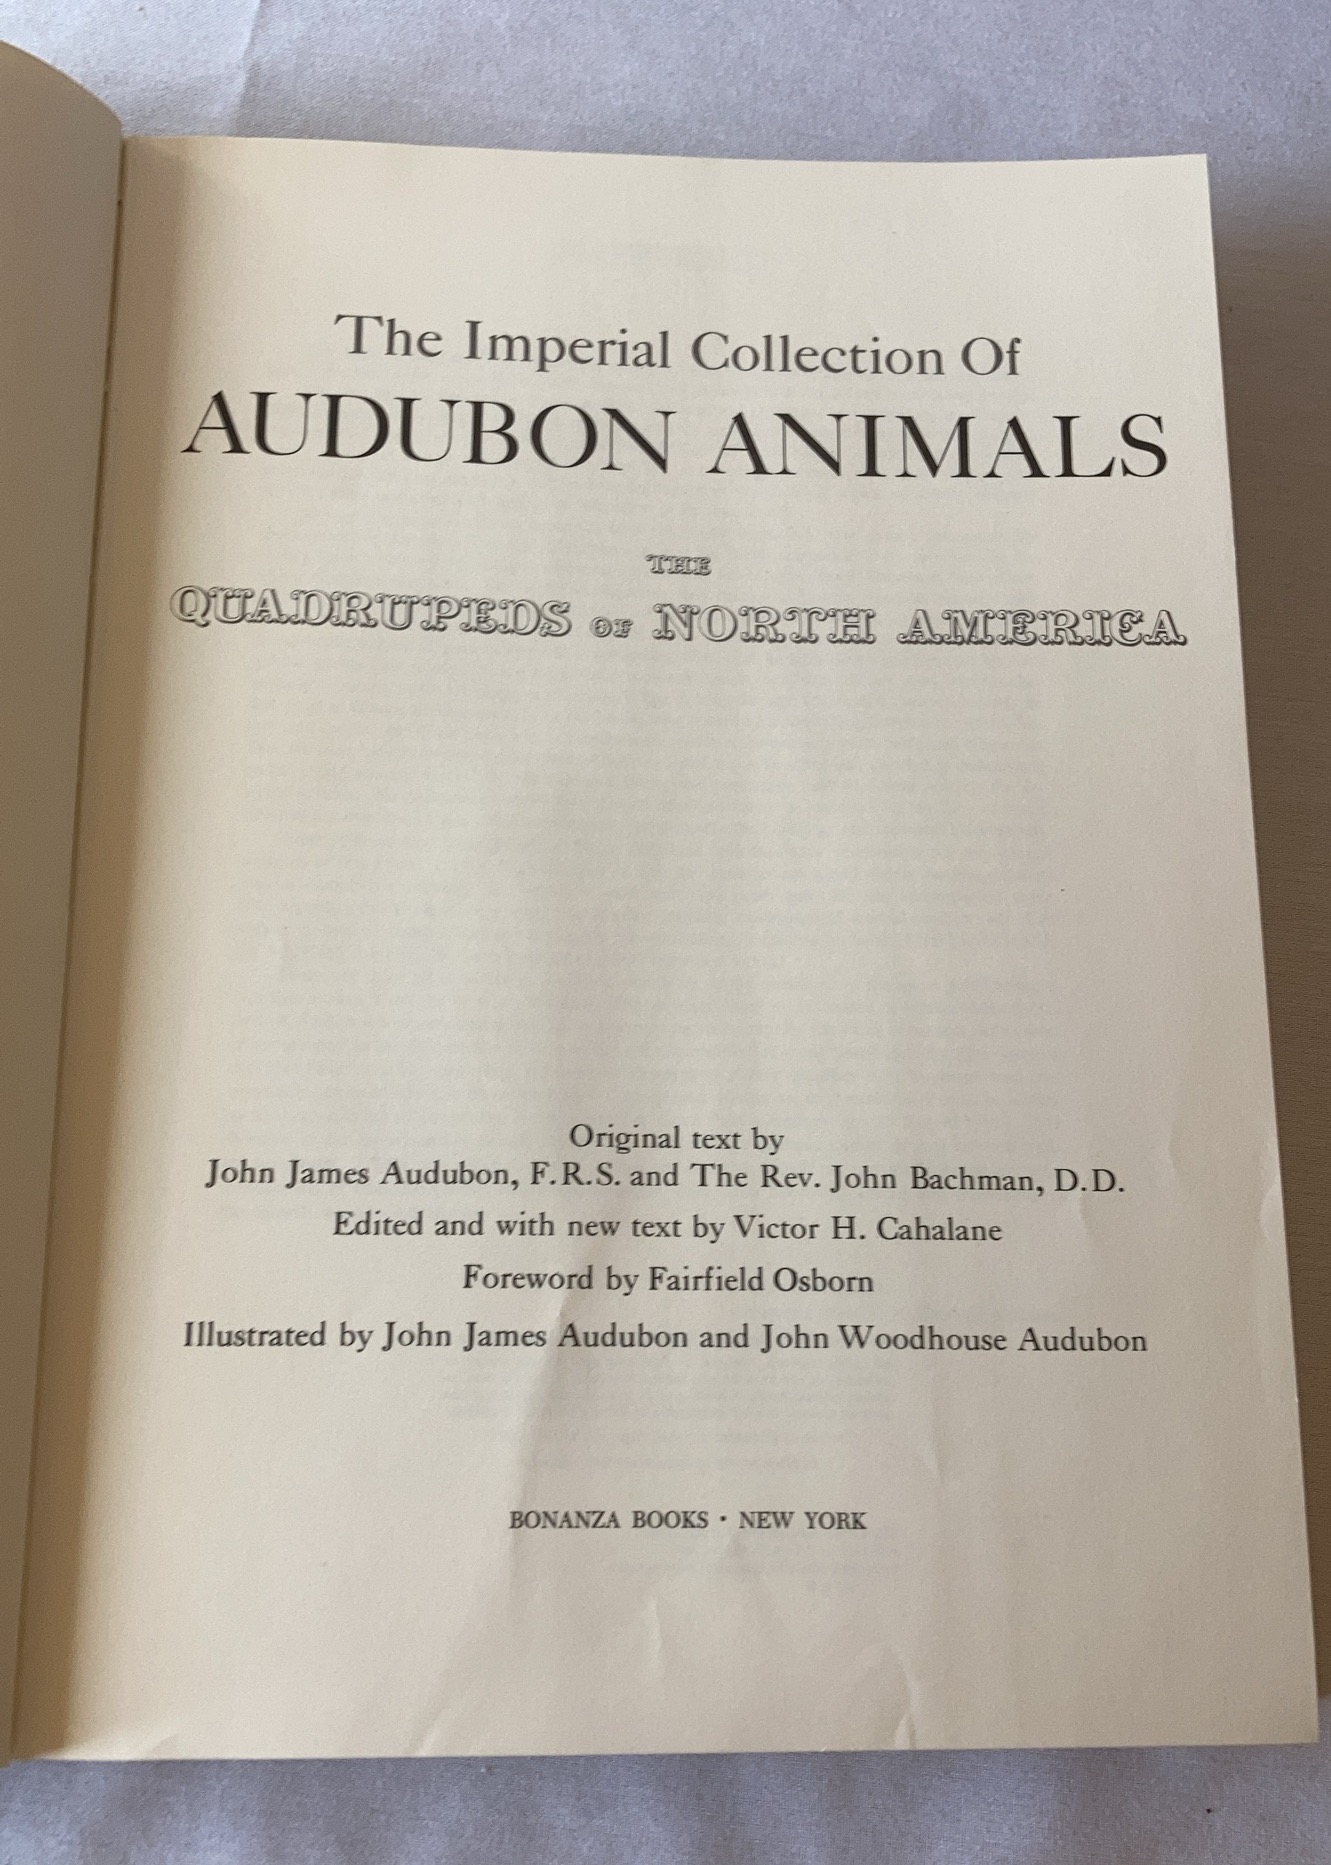 The Imperial Collection Of
AUDUBON ANIMALS
THE
QUADRUPEDS OF NORTH AMERICA
Original text by
John James Audubon, F.R.S. and The Rev. John Bachman, D.D.
Edited and with new text by Victor H. Cahalane
Foreword by Fairfield Osborn
Illustrated by John James Audubon and John Woodhouse Audubon
BONANZA BOOKS • NEW YORK